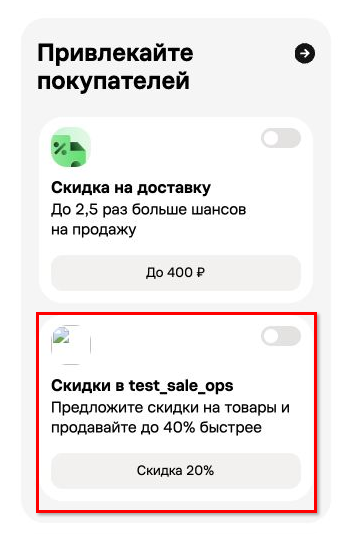 Привлекайте
покупателей
%
Скидка на доставку
До 2,5 раз больше шансов
на продажу
До 400 ₽
Скидки в test_sale_ops
Предложите скидки на товары и
продавайте до 40% быстрее
Скидка 20%